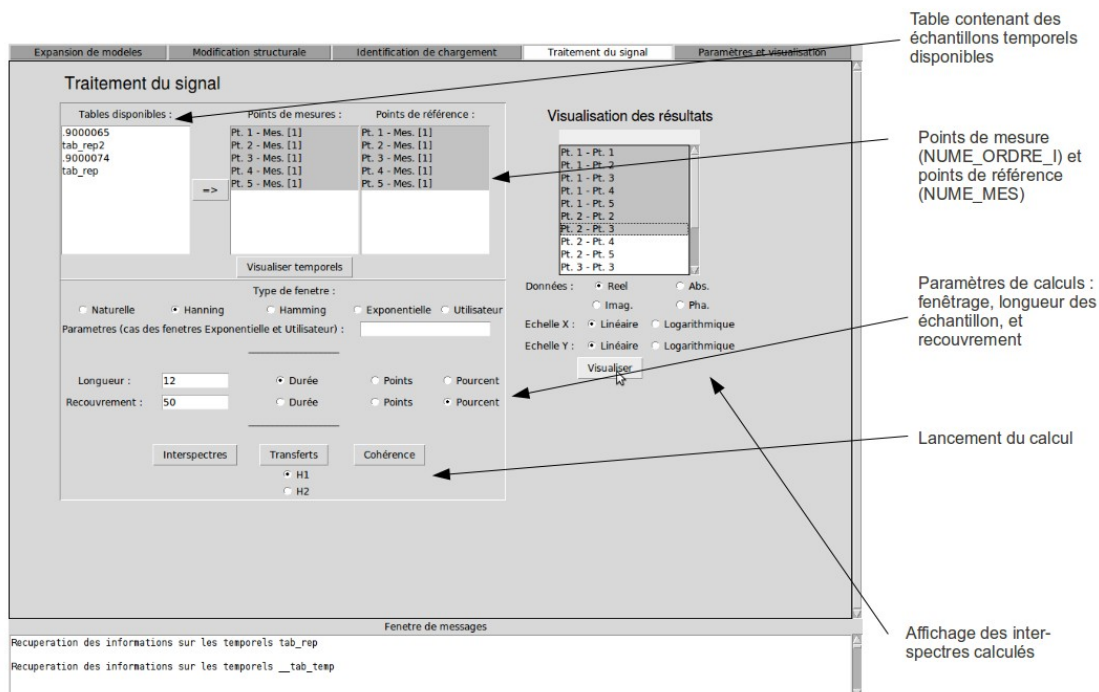 Table contenant des
échantillons temporels
disponibles
Expansion de modeles
Modification structurale
Identification de chargement
Traitement du signal
Paramètres et visualisation
Traitement du signal
Tables disponibles :
Points de mesures :
Points de référence :
.9000065
tab_rep2
.9000074
tab_rep
=>
Pt. 1 - Mes. [1]
Pt. 2 - Mes. [1]
Pt. 3 - Mes. [1]
Pt. 4 - Mes. [1]
Pt. 5 - Mes. [1]
Pt. 1 - Mes. [1]
Pt. 2 - Mes. [1]
Pt. 3 - Mes. [1]
Pt. 4 - Mes. [1]
Pt. 5 - Mes. [1]
Visualiser temporels
Type de fenetre :
Naturelle
Hanning
Hamming
Exponentielle
Utilisateur
Parametres (cas des fenetres Exponentielle et Utilisateur) :
Longueur :
12
Durée
Points
Pourcent
Recouvrement :
50
Durée
Points
Pourcent
Interspectres
Transferts
Cohérence
H1
H2
Visualisation des résultats
Pt. 1 - Pt. 1
Pt. 1 - Pt. 2
Pt. 1 - Pt. 3
Pt. 1 - Pt. 4
Pt. 1 - Pt. 5
Pt. 2 - Pt. 2
Pt. 2 - Pt. 3
Pt. 2 - Pt. 4
Pt. 2 - Pt. 5
Pt. 3 - Pt. 3
Données :
Reel
Abs.
Imag.
Pha.
Echelle X :
Linéaire
Logarithmique
Echelle Y :
Linéaire
Logarithmique
Visualiser
Points de mesure
(NUME_ORDRE_I) et
points de référence
(NUME_MES)
Paramètres de calculs :
fenêtrage, longueur des
échantillon, et
recouvrement
Lancement du calcul
Affichage des inter-
spectres calculés
Fenetre de messages
Recuperation des informations sur les temporels tab_rep
Recuperation des informations sur les temporels __tab_temp